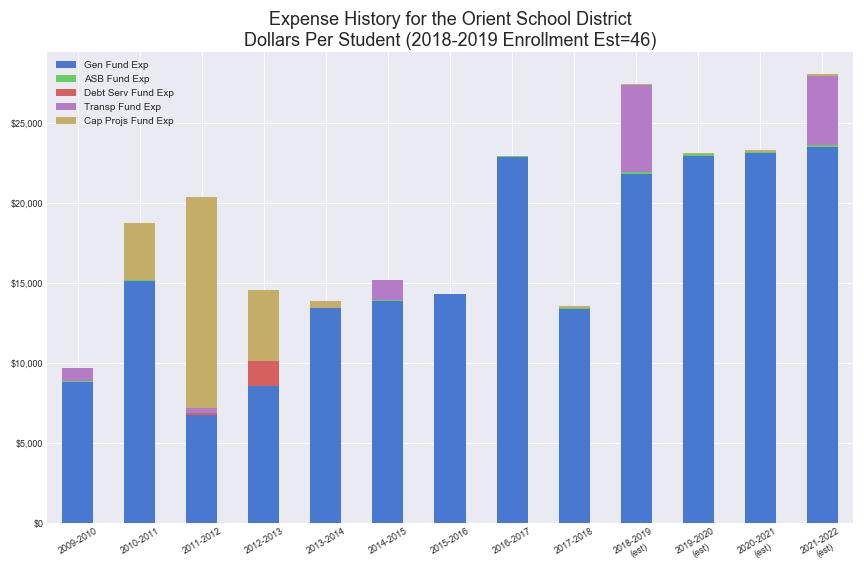 Expense History for the Orient School District
Dollars Per Student (2018-2019 Enrollment Est=46)
Gen Fund Exp
ASB Fund Exp
Debt Serv Fund Exp
Transp Fund Exp
Cap Projs Fund Exp
$25,000
$20,000
$15,000
$10,000
$5,000
$0
2009-2010
2010-2011
2011-2012
2012-2013
2013-2014
2014-2015
2015-2016
2016-2017
2017-2018
2018-2019
(est)
2019-2020
(est)
2020-2021
(est)
2021-2022
(est)